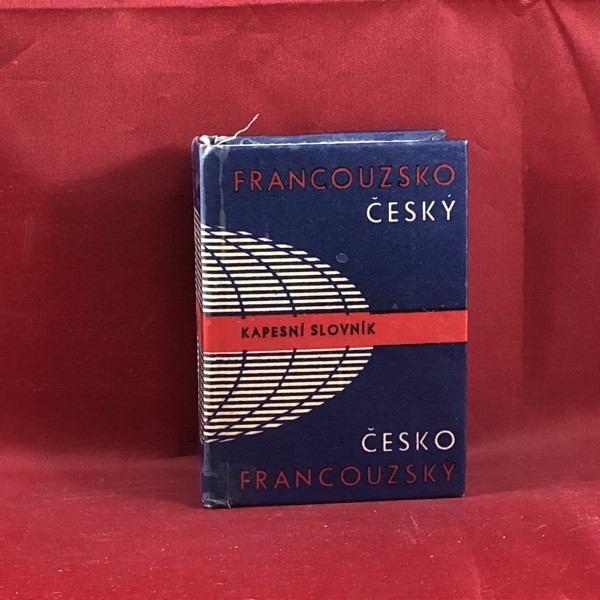 FRANCOUZSKO
ČESKÝ
KAPESNÍ SLOVNÍK
ČESKO
FRANCOUZSKÝ